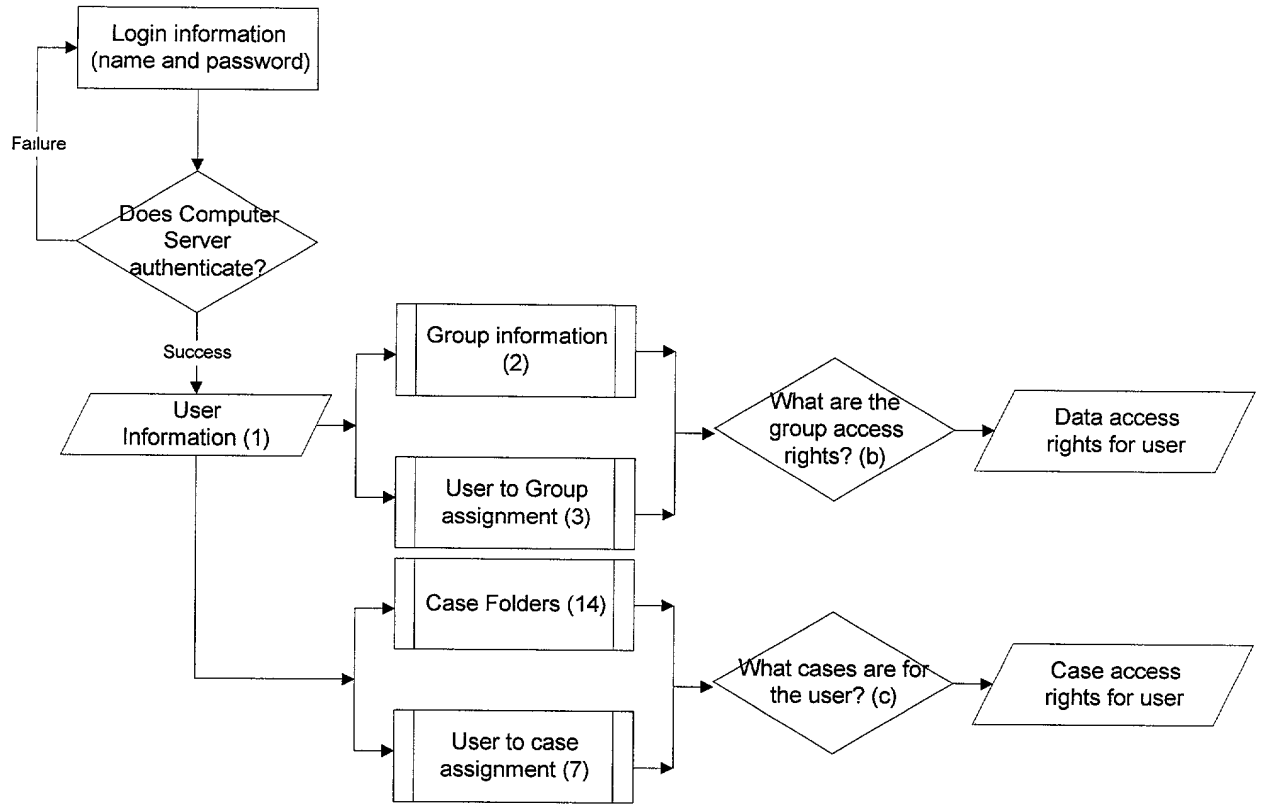 Login information
(name and password)
Failure
Does Computer
Server
authenticate?
Success
User
Information (1)
Group information
(2)
User to Group
assignment (3)
What are the
group access
rights? (b)
Data access
rights for user
Case Folders (14)
User to case
assignment (7)
What cases are for
the user? (c)
Case access
rights for user